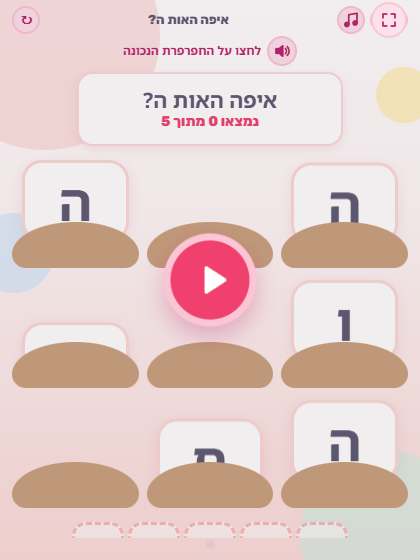 איפה האות ה?
לחצו על החפרפרת הנכונה
איפה האות ה?
נמצאו 0 מתוך 5
ה
ה
ו
ה